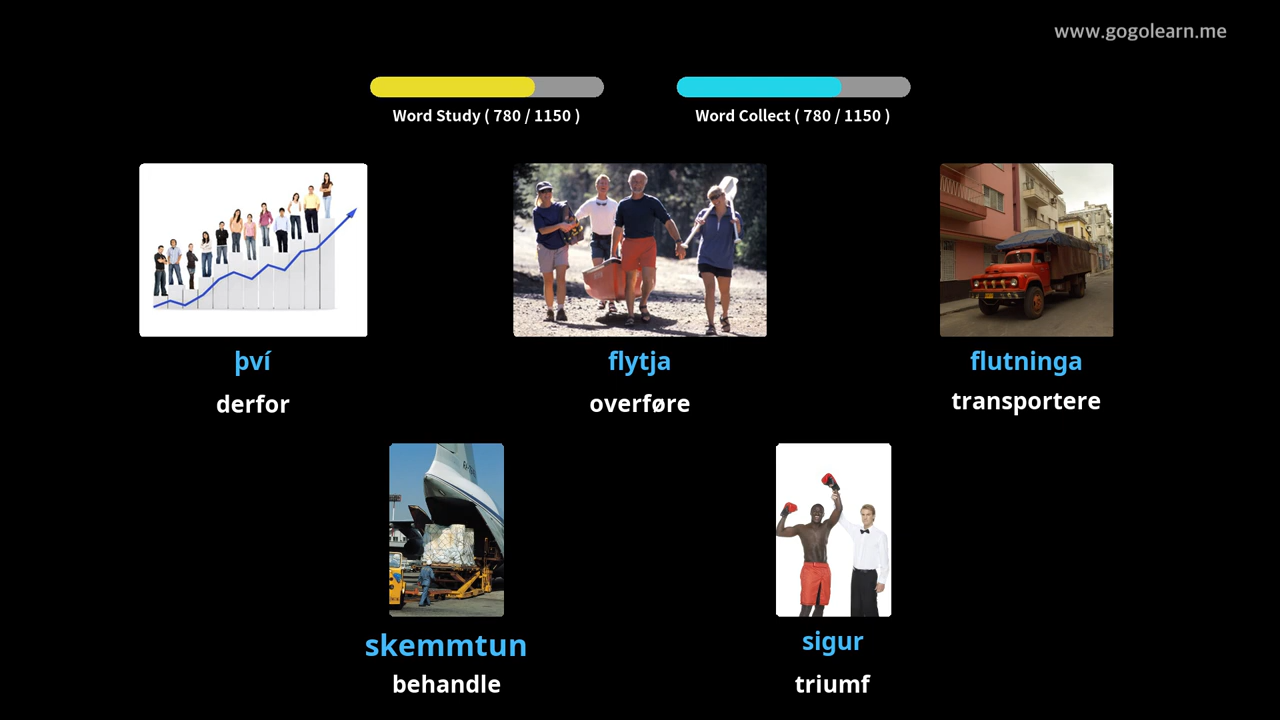 www.gogolearn.me
Word Study ( 780 / 1150 )
Word Collect ( 780 / 1150 )
því
derfor
flytja
overføre
flutninga
transportere
skemmtun
behandle
sigur
triumf